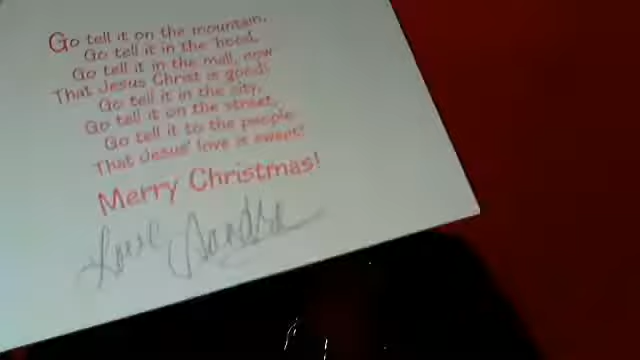 Go tell it on the mountain,
Go tell it in the hood,
Go tell it in the mall, now
That Jesus Christ is good!
Go tell it in the city,
Go tell it on the street,
Go tell it to the people
That Jesus' love is sweet!
Merry Christmas!
Love Sandra